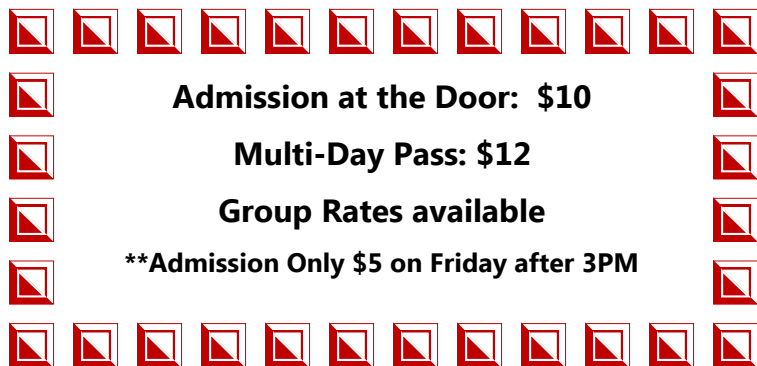 Admission at the Door:  $10
Multi-Day Pass: $12
Group Rates available
**Admission Only $5 on Friday after 3PM